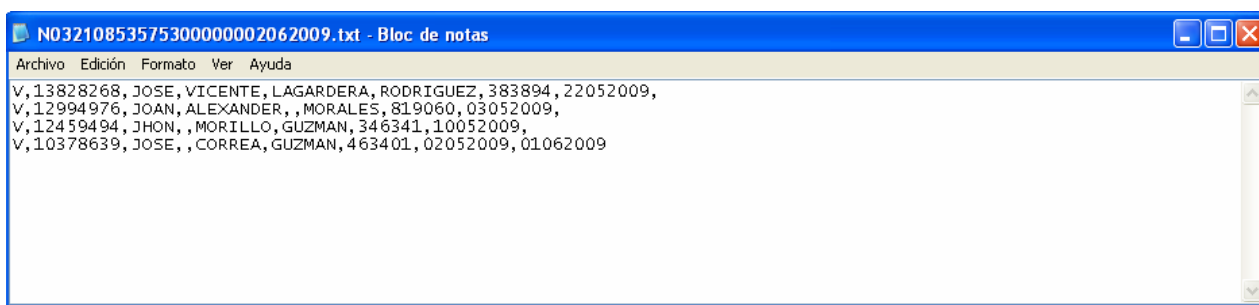 N03210853575300000002062009.txt - Bloc de notas
Archivo Edición Formato Ver Ayuda
V,13828268,JOSE,VICENTE,LAGARDERA,RODRIGUEZ,383894,22052009,
V,12994976,JOAN,ALEXANDER,,MORALES,819060,03052009,
V,12459494,JHON,,MORILLO,GUZMAN,346341,10052009,
V,10378639,JOSE,,CORREA,GUZMAN,463401,02052009,01062009